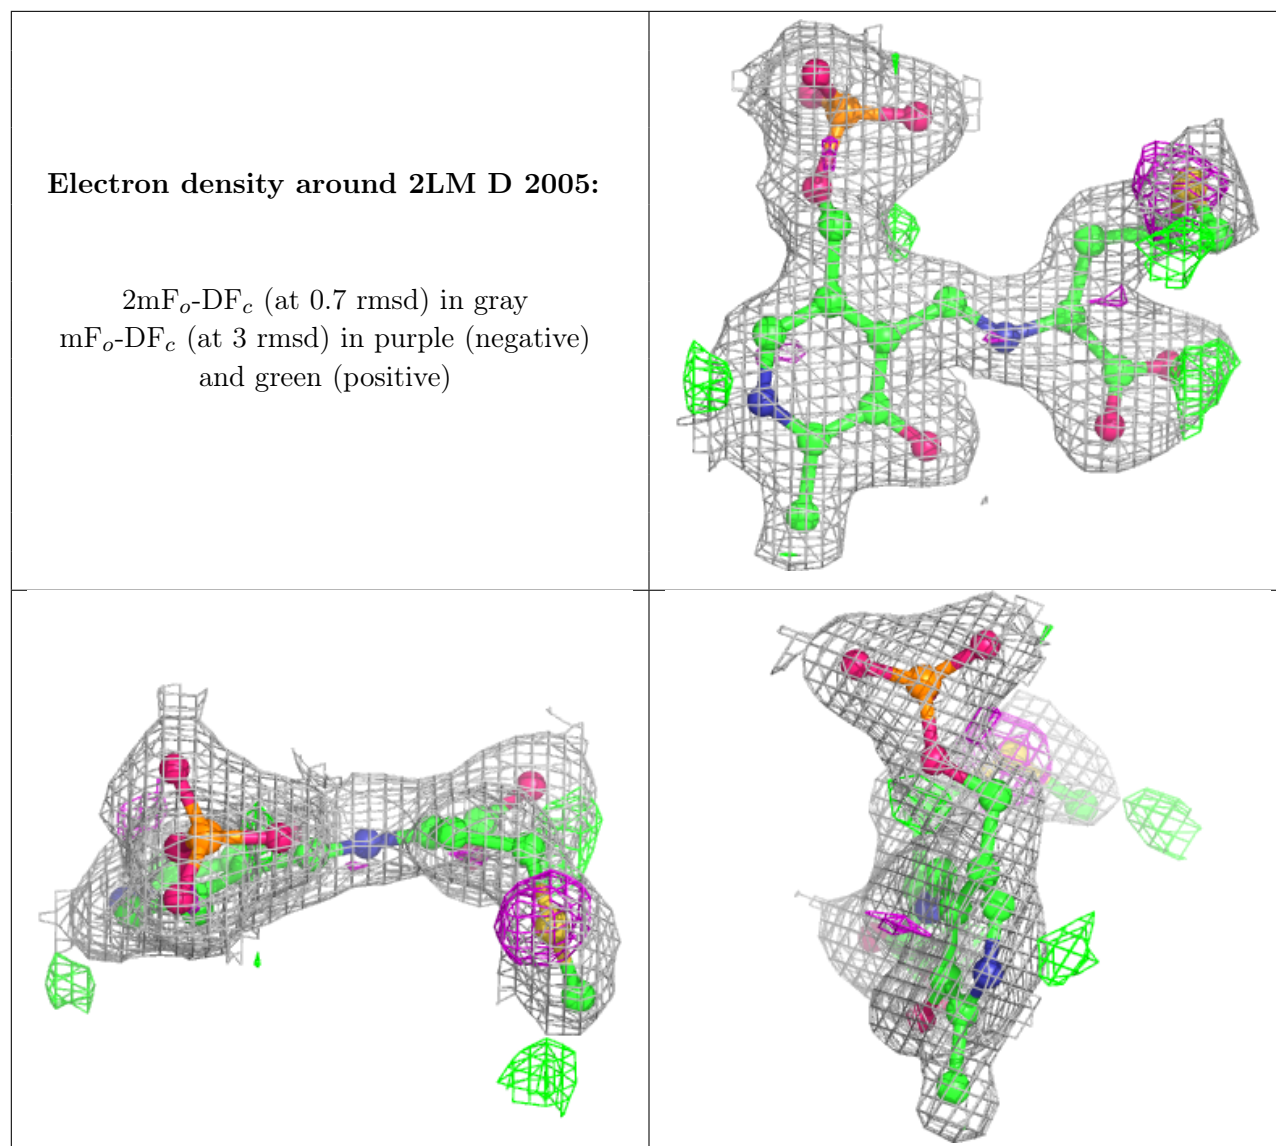 Electron density around 2LM D 2005:
2mFo-DFc (at 0.7 rmsd) in gray
mFo-DFc (at 3 rmsd) in purple (negative)
and green (positive)